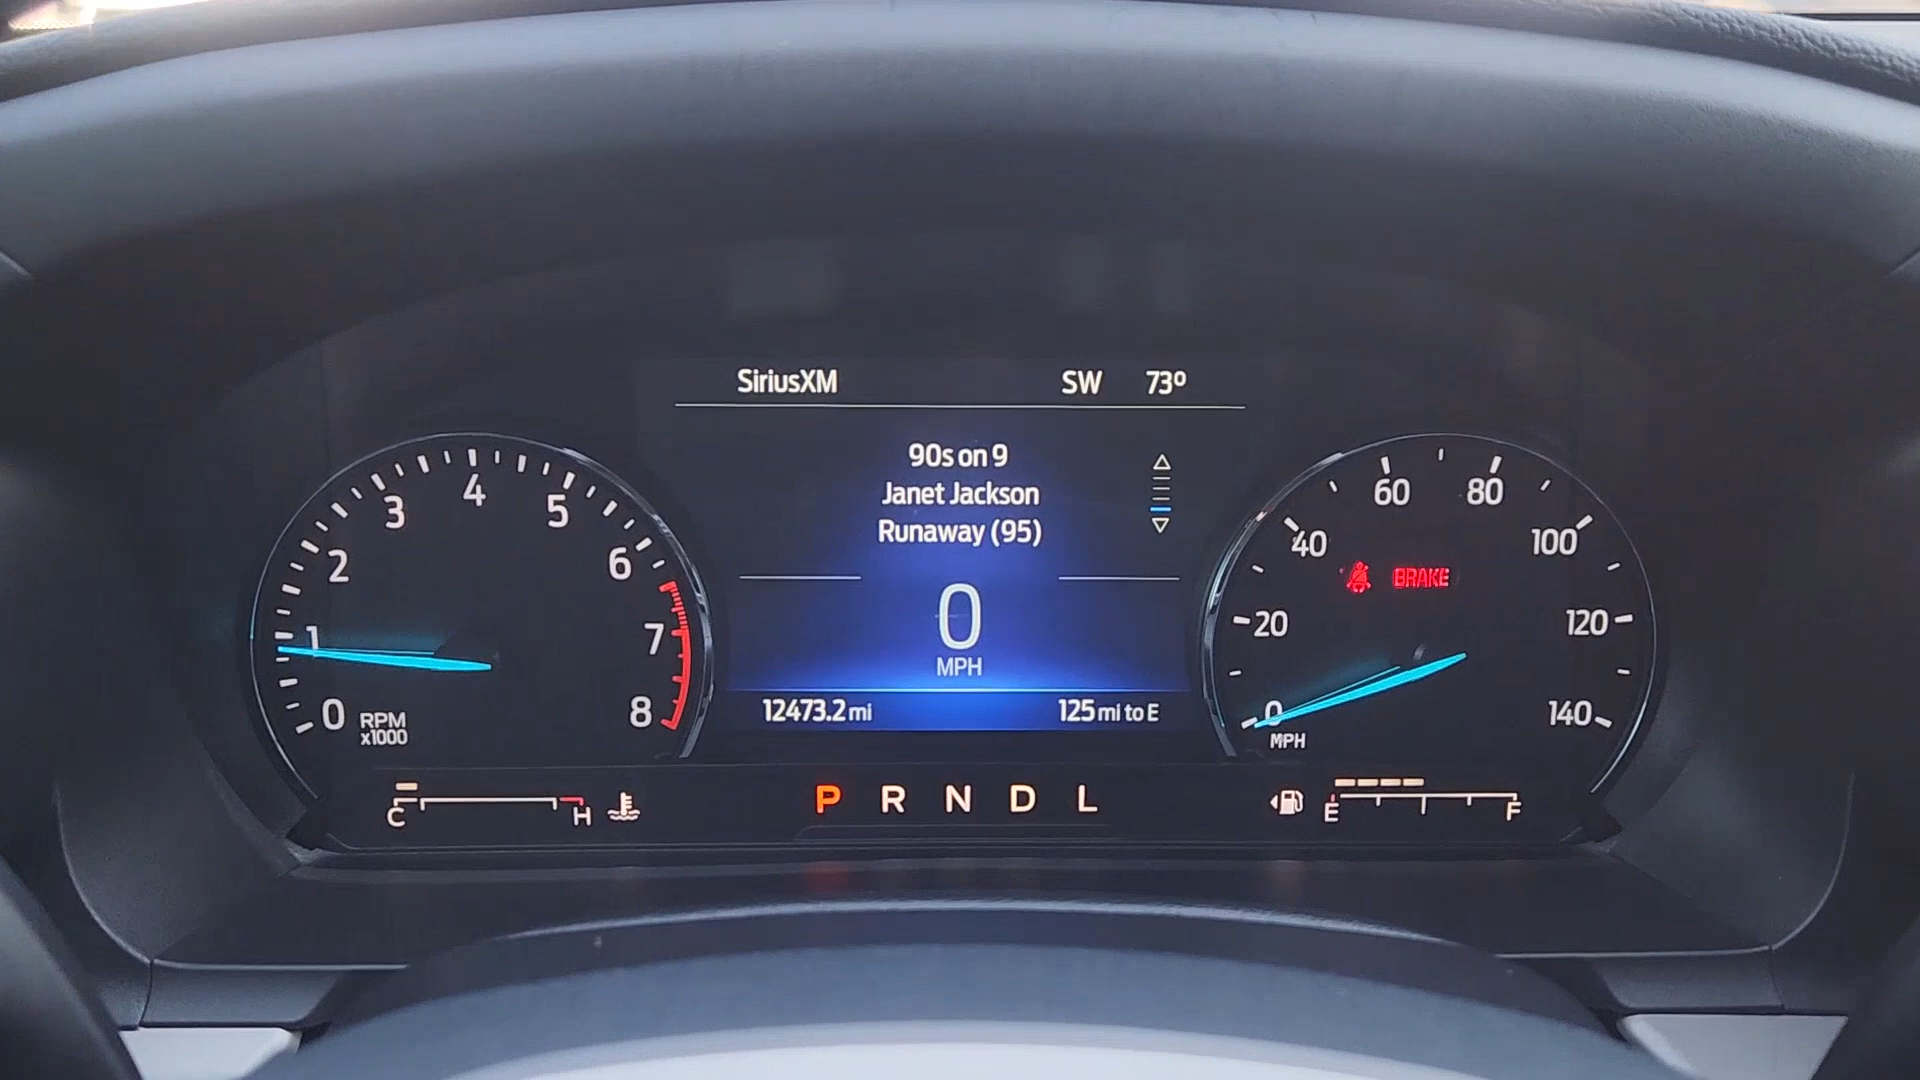 SiriusXM SW 73º
90s on 9
Janet Jackson
Runaway (95)
0
MPH
12473.2 mi 125 mi to E
0 1 2 3 4 5 6 7 8
RPM
x1000
0 20 40 60 80 100 120 140
MPH
BRAKE
C H
P R N D L
E F